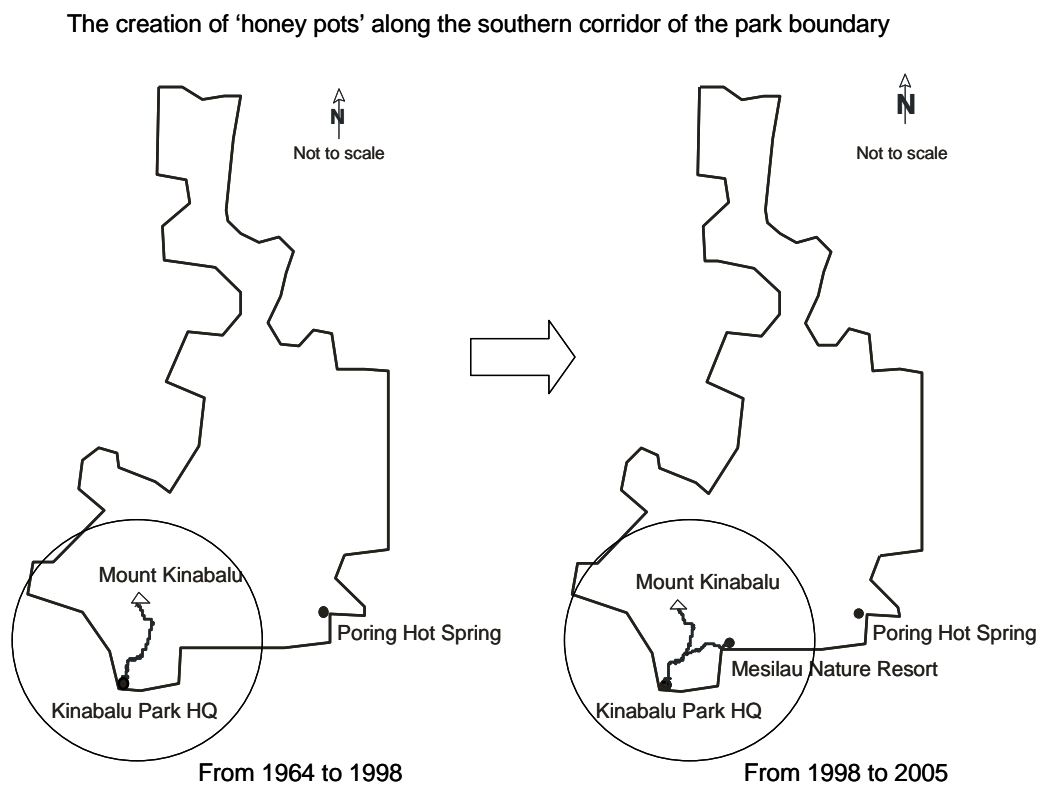 The creation of ‘honey pots’ along the southern corridor of the park boundary
N
Not to scale
Mount Kinabalu
Poring Hot Spring
Kinabalu Park HQ
From 1964 to 1998
N
Not to scale
Mount Kinabalu
Poring Hot Spring
Mesilau Nature Resort
Kinabalu Park HQ
From 1998 to 2005